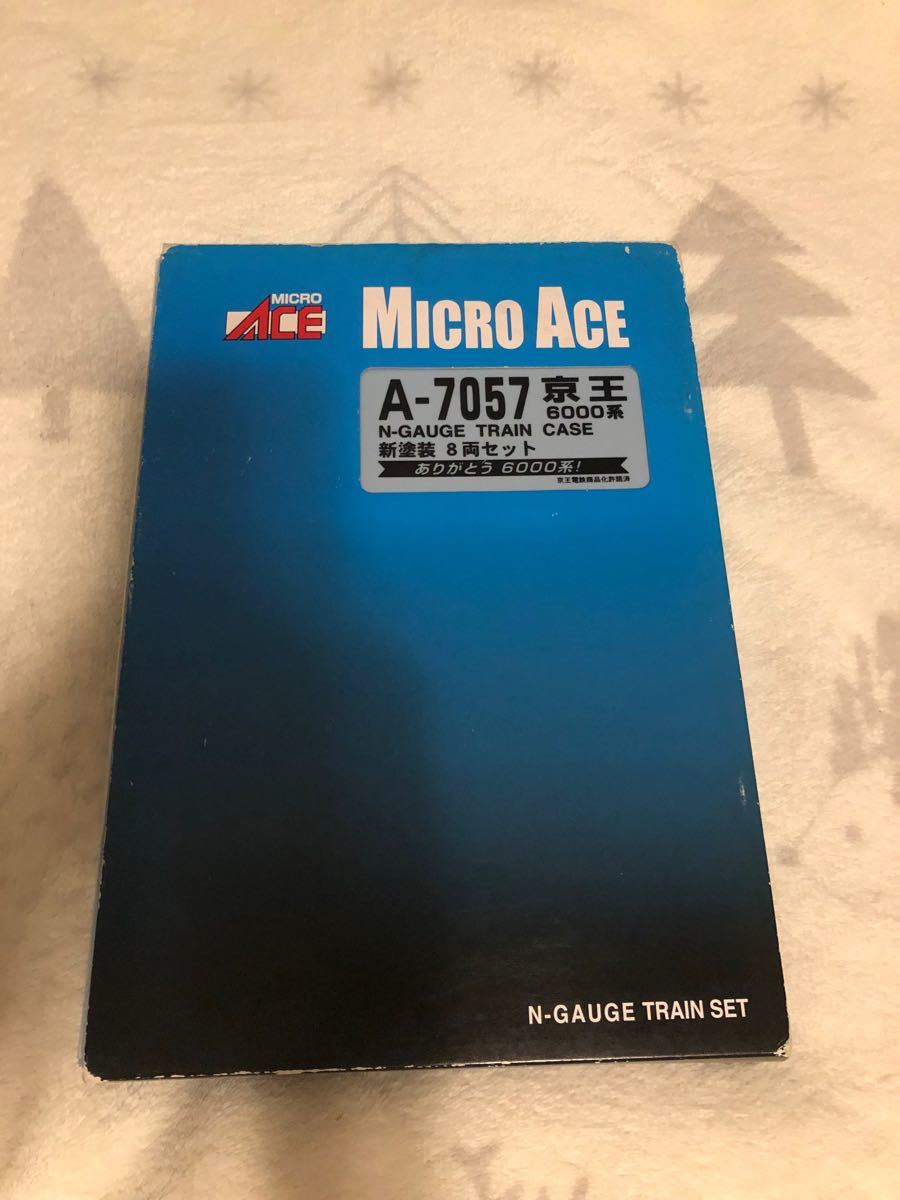 MICRO
ACE
MICRO ACE
A-7057 京王
6000系
N-GAUGE TRAIN CASE
新塗装 8両セット
ありがとう 6000系!
京王電鉄商品化許諾済
N-GAUGE TRAIN SET